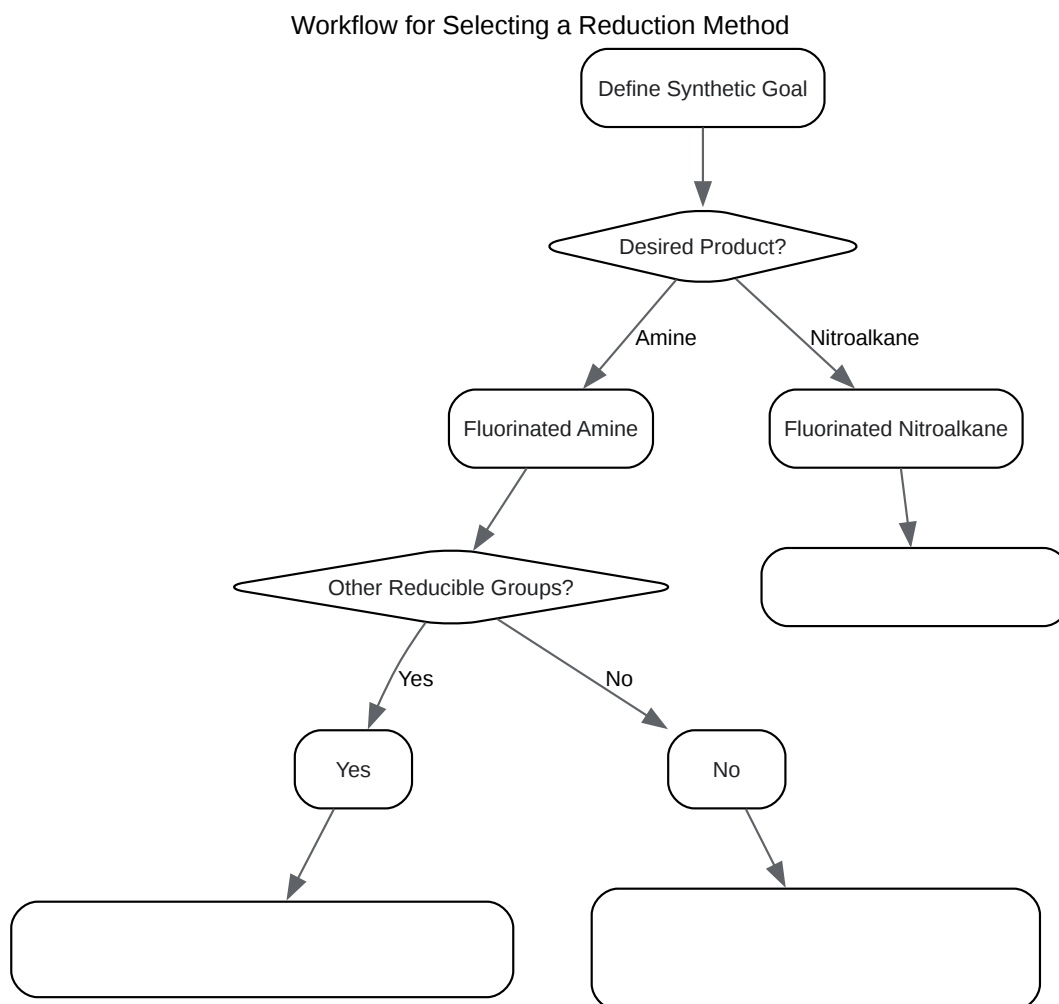 Workflow for Selecting a Reduction Method
Define Synthetic Goal
Desired Product?
Amine
Nitroalkane
Fluorinated Amine
Fluorinated Nitroalkane
Other Reducible Groups?
Yes
No
Yes
No